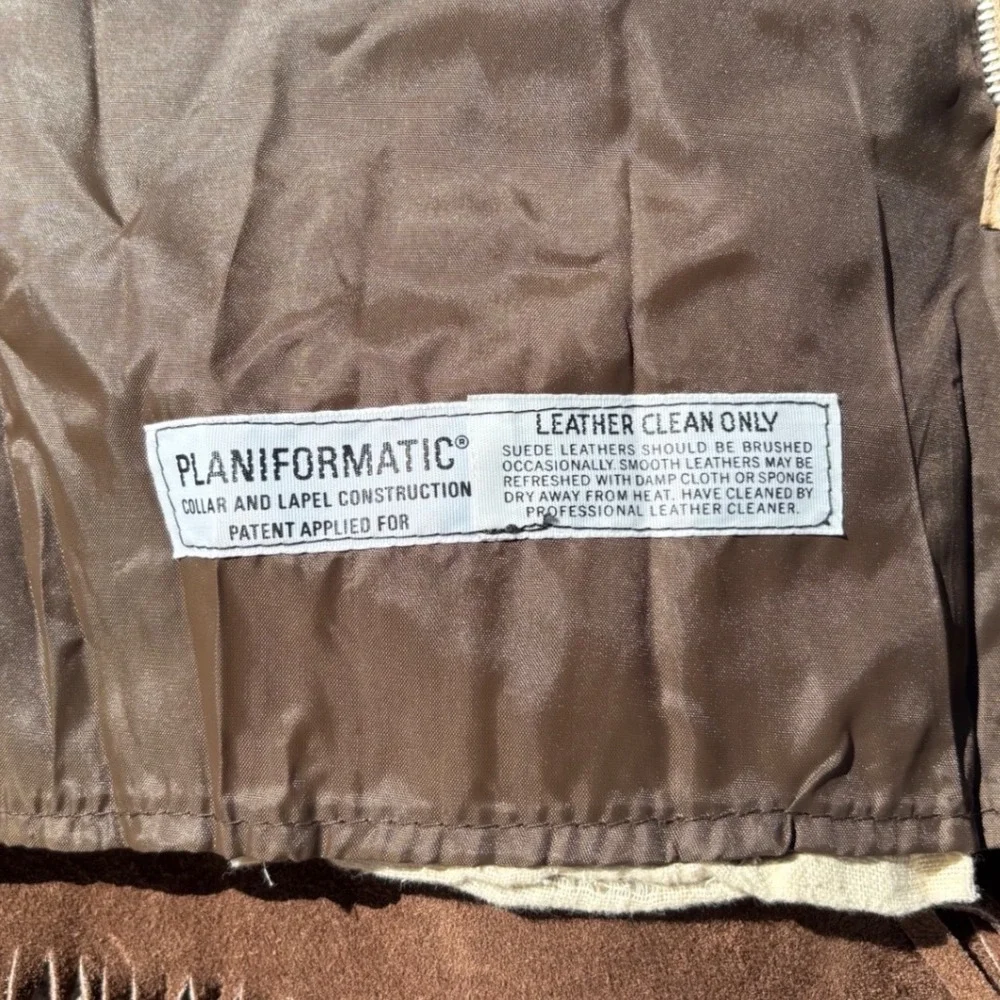 PLANIFORMATIC®
COLLAR AND LAPEL CONSTRUCTION
PATENT APPLIED FOR
LEATHER CLEAN ONLY
SUEDE LEATHERS SHOULD BE BRUSHED
OCCASIONALLY. SMOOTH LEATHERS MAY BE
REFRESHED WITH DAMP CLOTH OR SPONGE
DRY AWAY FROM HEAT. HAVE CLEANED BY
PROFESSIONAL LEATHER CLEANER.